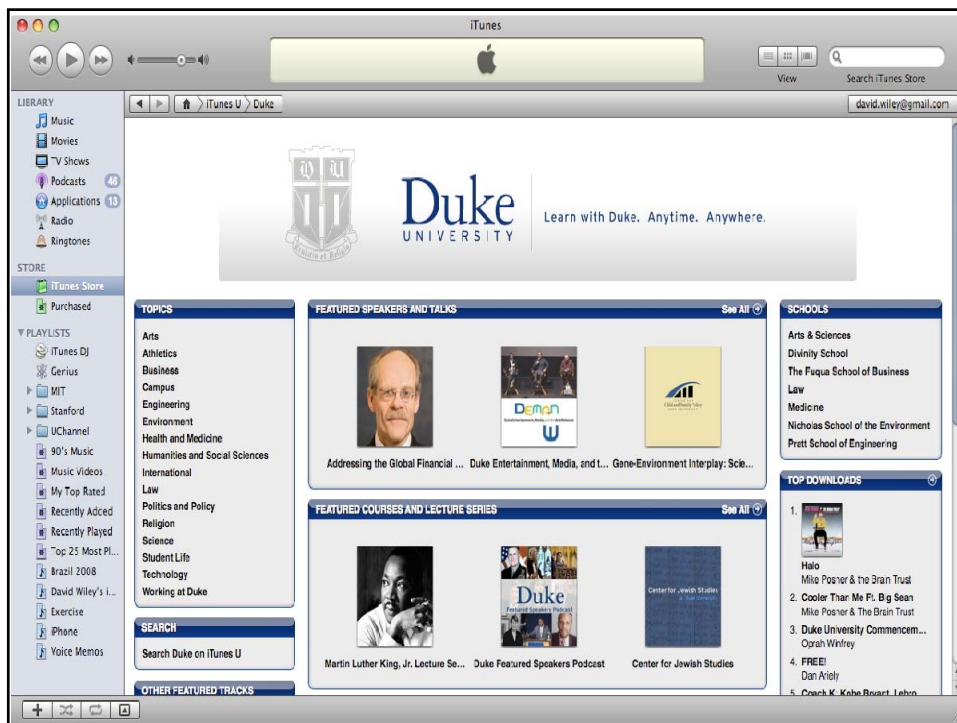 iTunes
View
Search iTunes Store
LIBRARY
Music
Movies
TV Shows
Podcasts 46
Applications 13
Radio
Ringtones
STORE
iTunes Store
Purchased
PLAYLISTS
iTunes DJ
Genius
MIT
Stanford
UChannel
90's Music
Music Videos
My Top Rated
Recently Added
Recently Played
Top 25 Most Pl...
Brazil 2008
David Wiley's i...
Exercise
iPhone
Voice Memos
iTunes U Duke
david.wiley@gmail.com
D U
Duke
UNIVERSITY
Learn with Duke. Anytime. Anywhere.
TOPICS
Arts
Athletics
Business
Campus
Engineering
Environment
Health and Medicine
Humanities and Social Sciences
International
Law
Politics and Policy
Religion
Science
Student Life
Technology
Working at Duke
SEARCH
Search Duke on iTunes U
OTHER FEATURED TRACKS
FEATURED SPEAKERS AND TALKS See All
DEMAN
Addressing the Global Financial ...
Duke Entertainment, Media, and t...
Gene-Environment Interplay: Scie...
FEATURED COURSES AND LECTURE SERIES See All
Duke
Featured Speakers Podcast
Center for Jewish Studies
Martin Luther King, Jr. Lecture Se...
Duke Featured Speakers Podcast
Center for Jewish Studies
SCHOOLS
Arts & Sciences
Divinity School
The Fuqua School of Business
Law
Medicine
Nicholas School of the Environment
Pratt School of Engineering
TOP DOWNLOADS
1.
Halo
Mike Posner & the Brain Trust
2. Cooler Than Me Ft. Big Sean
Mike Posner & The Brain Trust
3. Duke University Commencem...
Oprah Winfrey
4. FREE!
Dan Ariely
5. Coach K: Kobe Bryant, Lebro...